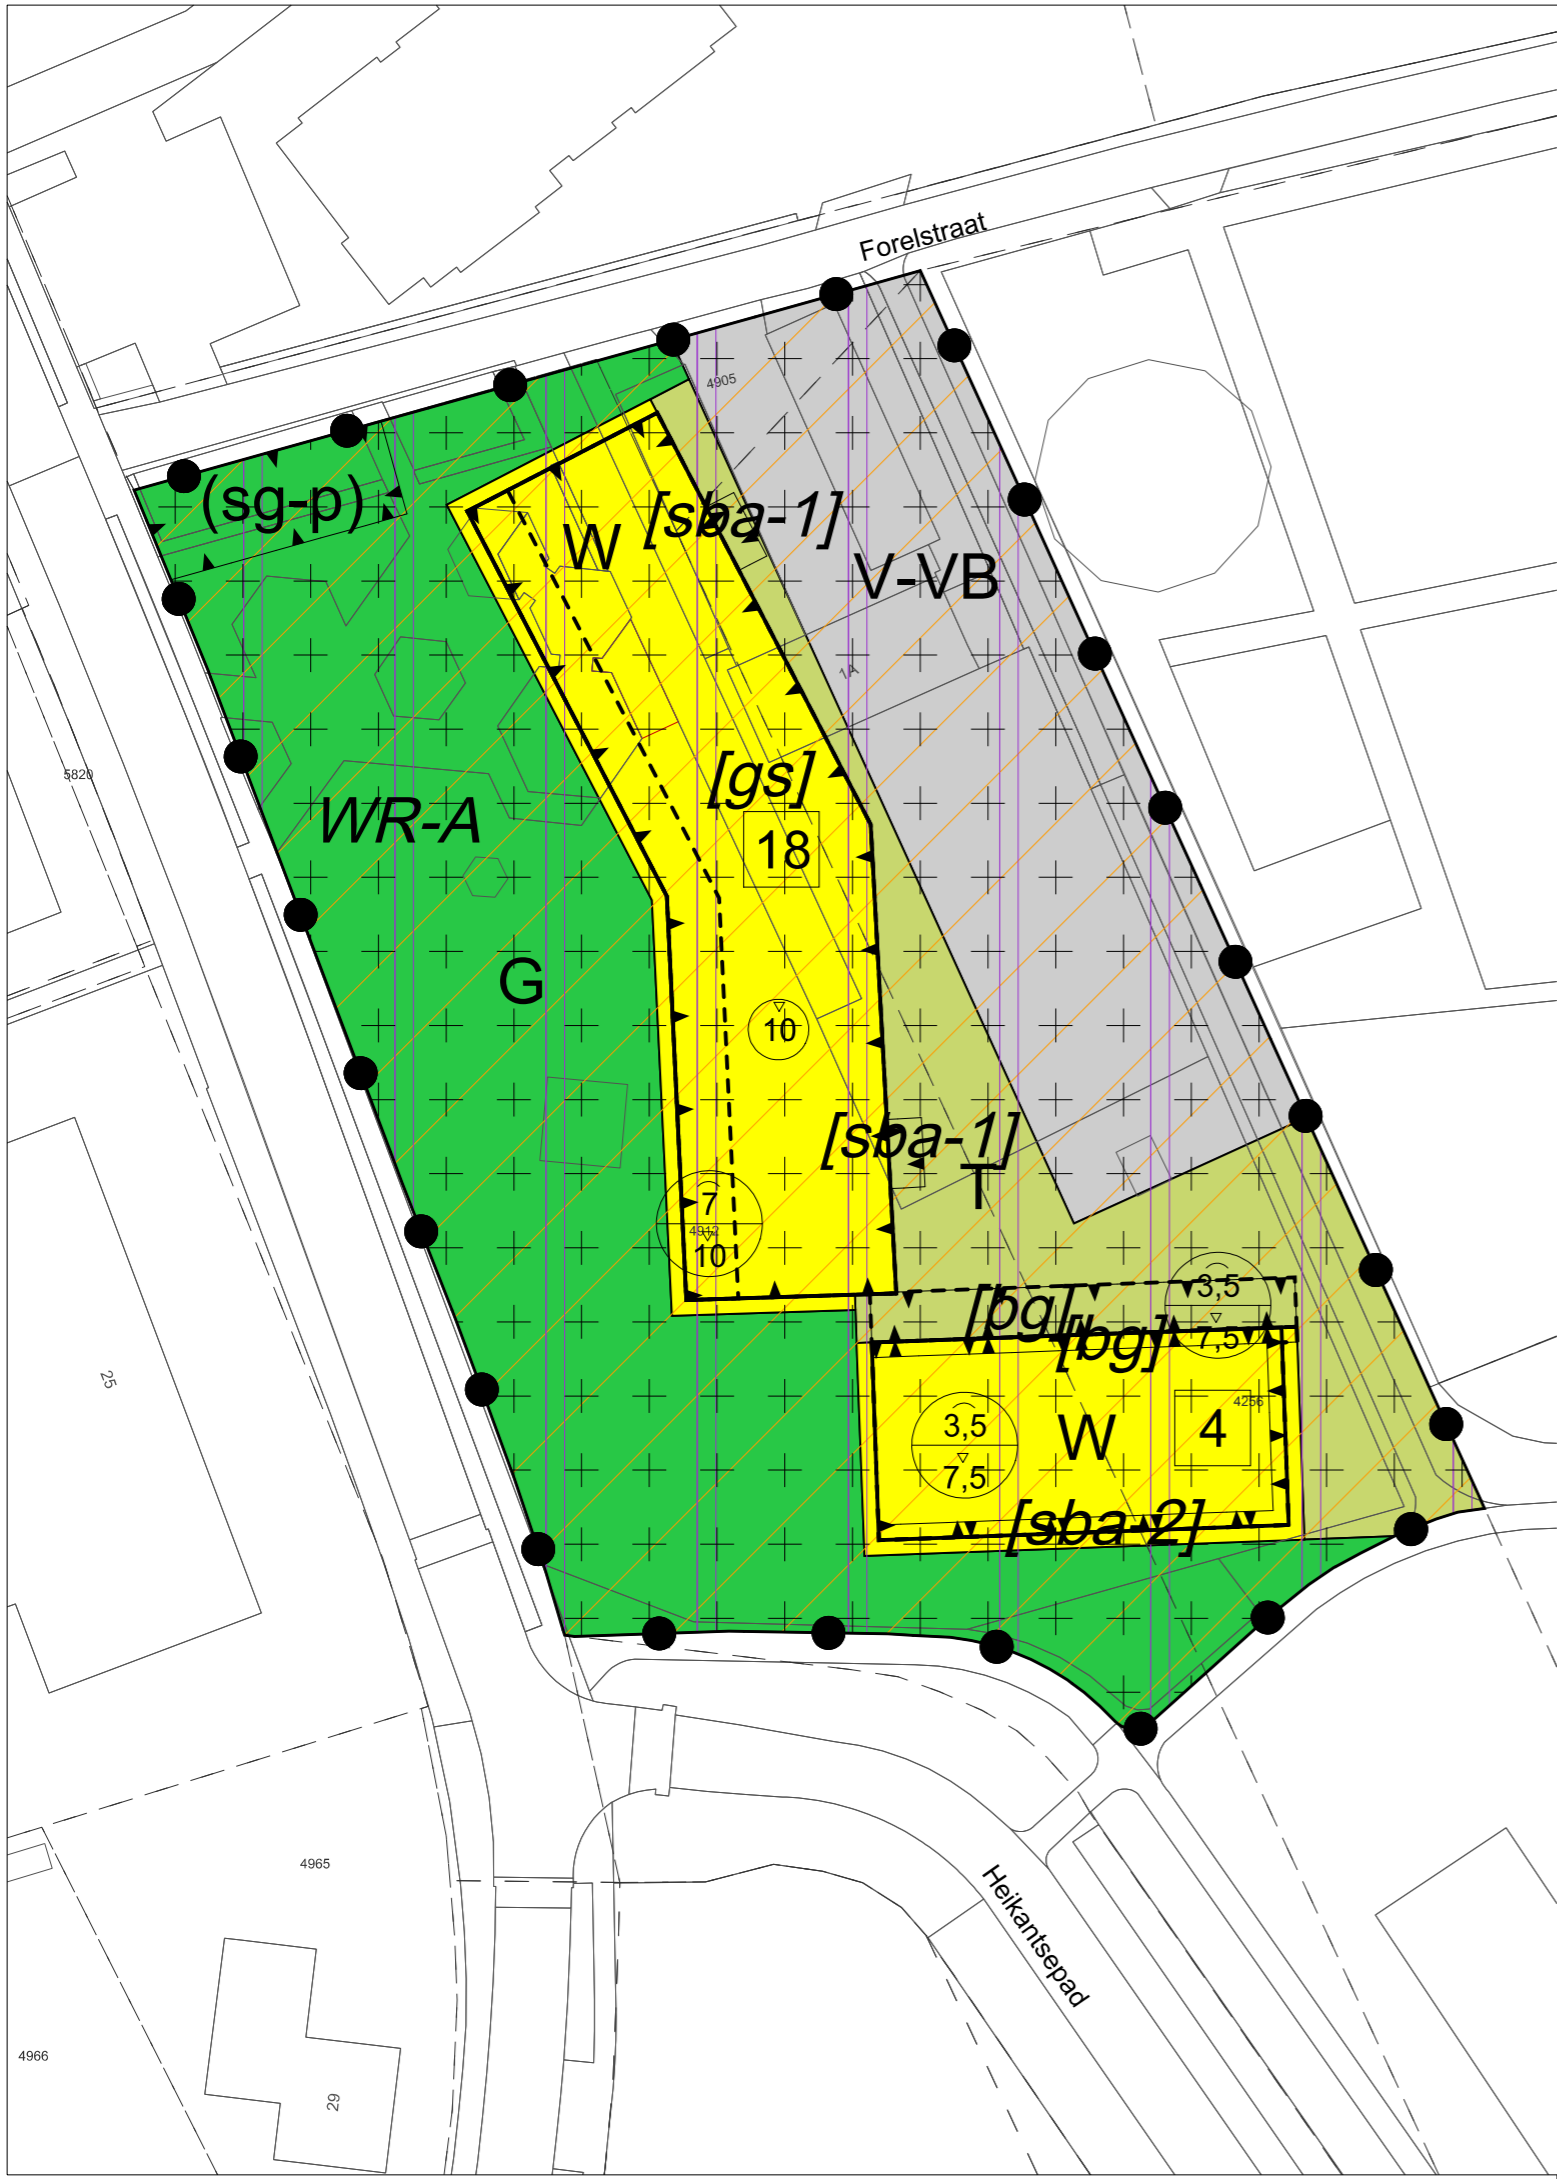 Forelstraat
4905
(sg-p)
[sba-1]
W
V-VB
1A
5820
[gs]
WR-A
18
G
10
[sba-1]
T
7
4912
10
3,5
[bg]
[bg]
7,5
25
3,5
W
4
4256
7,5
[sba-2]
4965
Heikantsepad
4966
29